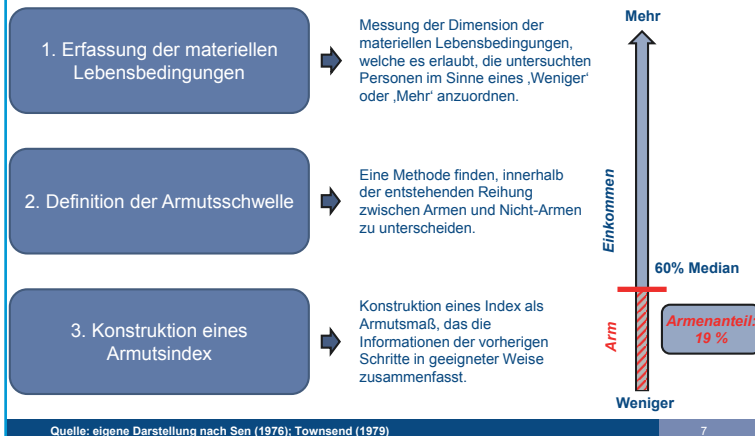 1. Erfassung der materiellen
Lebensbedingungen
Messung der Dimension der
materiellen Lebensbedingungen,
welche es erlaubt, die untersuchten
Personen im Sinne eines ‚Weniger‘
oder ‚Mehr‘ anzuordnen.
2. Definition der Armutsschwelle
Eine Methode finden, innerhalb
der entstehenden Reihung
zwischen Armen und Nicht-Armen
zu unterscheiden.
3. Konstruktion eines
Armutsindex
Konstruktion eines Index als
Armutsmaß, das die
Informationen der vorherigen
Schritte in geeigneter Weise
zusammenfasst.
Mehr
Einkommen
60% Median
Arm
Armenanteil:
19 %
Weniger
Quelle: eigene Darstellung nach Sen (1976); Townsend (1979)
7